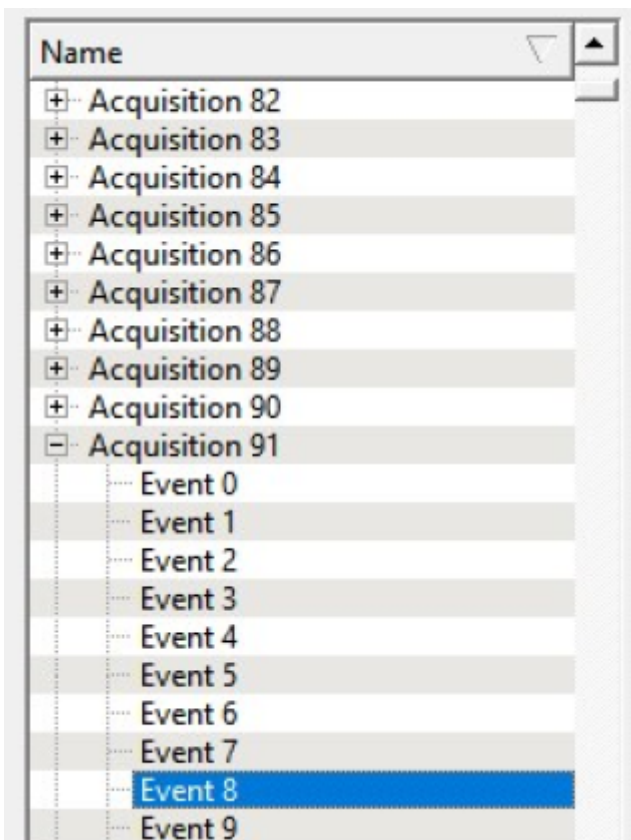 Name
Acquisition 82
Acquisition 83
Acquisition 84
Acquisition 85
Acquisition 86
Acquisition 87
Acquisition 88
Acquisition 89
Acquisition 90
Acquisition 91
Event 0
Event 1
Event 2
Event 3
Event 4
Event 5
Event 6
Event 7
Event 8
Event 9